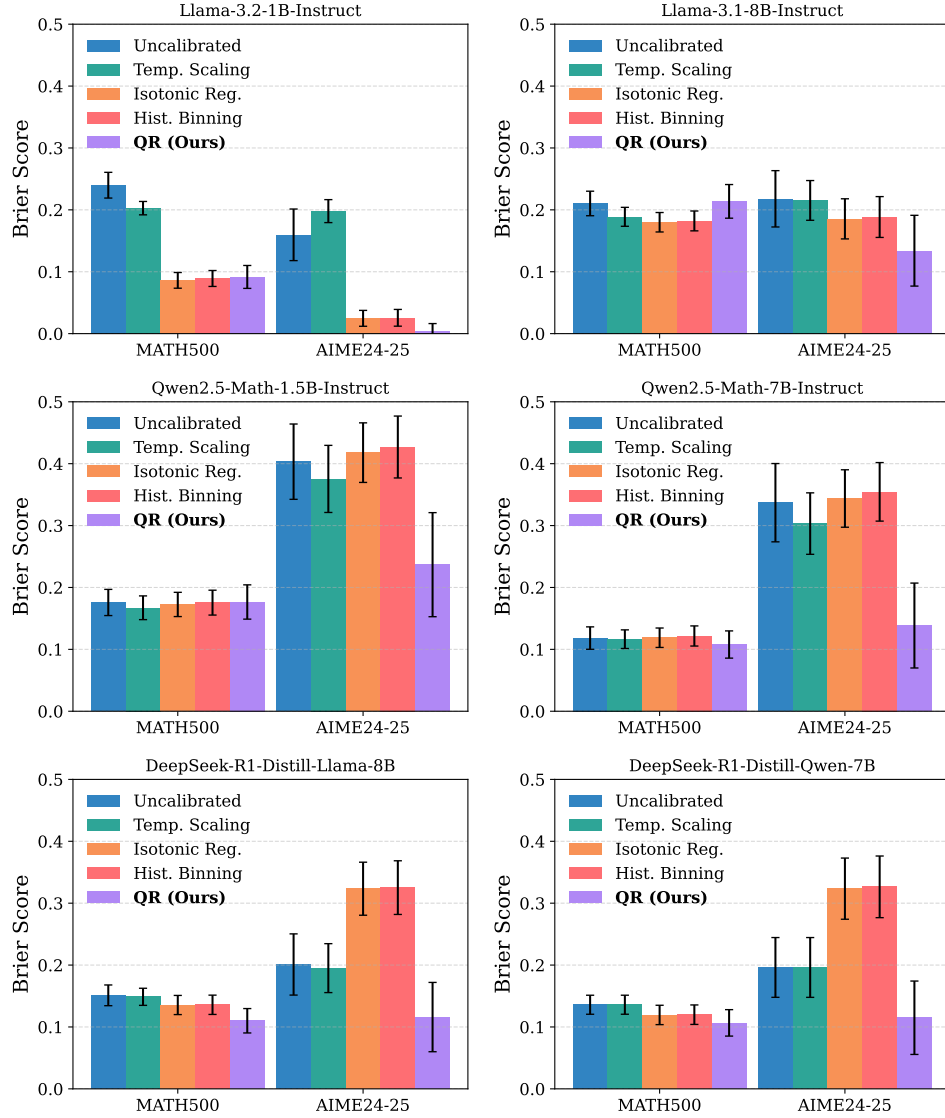 Llama-3.2-1B-Instruct
Brier Score
0.5
0.4
0.3
0.2
0.1
0.0
Uncalibrated
Temp. Scaling
Isotonic Reg.
Hist. Binning
QR (Ours)
MATH500 AIME24-25
Llama-3.1-8B-Instruct
Brier Score
0.5
0.4
0.3
0.2
0.1
0.0
Uncalibrated
Temp. Scaling
Isotonic Reg.
Hist. Binning
QR (Ours)
MATH500 AIME24-25
Qwen2.5-Math-1.5B-Instruct
Brier Score
0.5
0.4
0.3
0.2
0.1
0.0
Uncalibrated
Temp. Scaling
Isotonic Reg.
Hist. Binning
QR (Ours)
MATH500 AIME24-25
Qwen2.5-Math-7B-Instruct
Brier Score
0.5
0.4
0.3
0.2
0.1
0.0
Uncalibrated
Temp. Scaling
Isotonic Reg.
Hist. Binning
QR (Ours)
MATH500 AIME24-25
DeepSeek-R1-Distill-Llama-8B
Brier Score
0.5
0.4
0.3
0.2
0.1
0.0
Uncalibrated
Temp. Scaling
Isotonic Reg.
Hist. Binning
QR (Ours)
MATH500 AIME24-25
DeepSeek-R1-Distill-Qwen-7B
Brier Score
0.5
0.4
0.3
0.2
0.1
0.0
Uncalibrated
Temp. Scaling
Isotonic Reg.
Hist. Binning
QR (Ours)
MATH500 AIME24-25